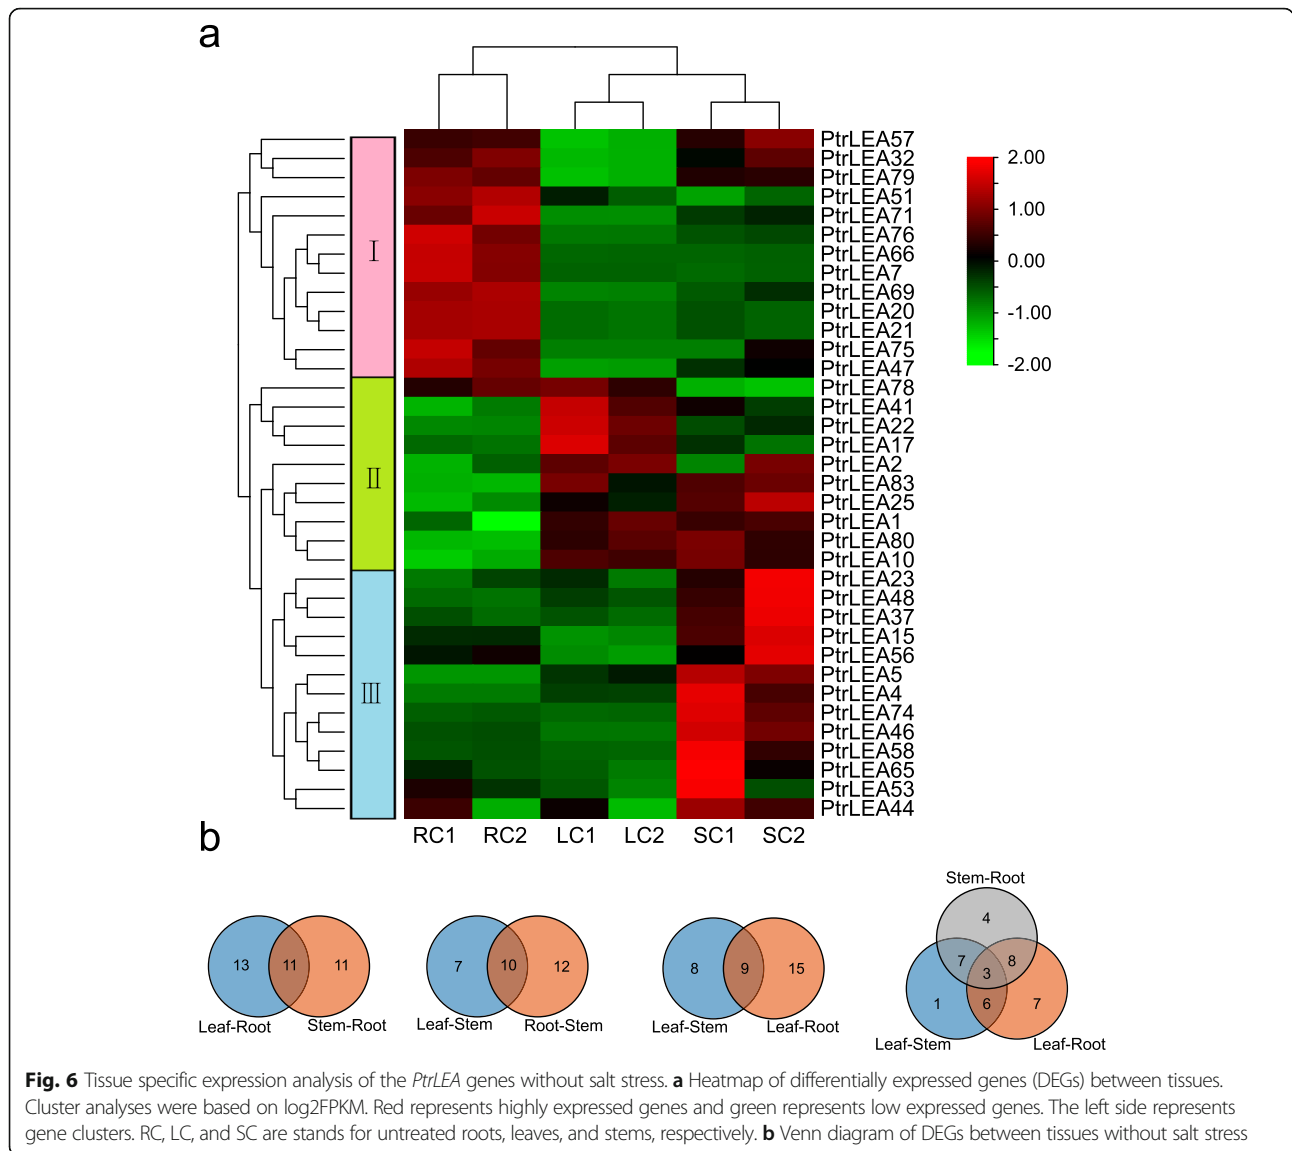 a
PtrLEA57
PtrLEA32
PtrLEA79
PtrLEA51
PtrLEA71
PtrLEA76
PtrLEA66
PtrLEA7
PtrLEA69
PtrLEA20
PtrLEA21
PtrLEA75
PtrLEA47
PtrLEA78
PtrLEA41
PtrLEA22
PtrLEA17
PtrLEA2
PtrLEA83
PtrLEA25
PtrLEA1
PtrLEA80
PtrLEA10
PtrLEA23
PtrLEA48
PtrLEA37
PtrLEA15
PtrLEA56
PtrLEA5
PtrLEA4
PtrLEA74
PtrLEA46
PtrLEA58
PtrLEA65
PtrLEA53
PtrLEA44
I
II
III
2.00
1.00
0.00
-1.00
-2.00
RC1 RC2 LC1 LC2 SC1 SC2
b
13 11 11
Leaf-Root Stem-Root
7 10 12
Leaf-Stem Root-Stem
8 9 15
Leaf-Stem Leaf-Root
Stem-Root
4
7 8
3
1 6 7
Leaf-Stem Leaf-Root
Fig. 6 Tissue specific expression analysis of the PtrLEA genes without salt stress. a Heatmap of differentially expressed genes (DEGs) between tissues.
Cluster analyses were based on log2FPKM. Red represents highly expressed genes and green represents low expressed genes. The left side represents
gene clusters. RC, LC, and SC are stands for untreated roots, leaves, and stems, respectively. b Venn diagram of DEGs between tissues without salt stress